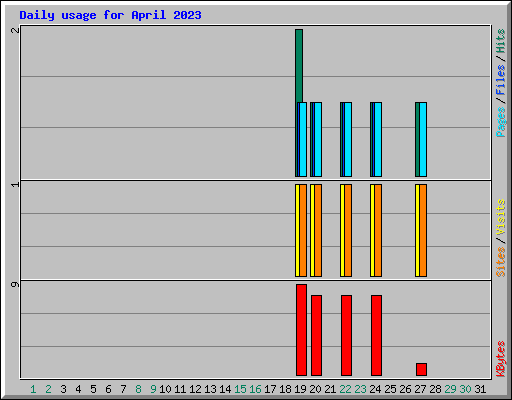 Daily usage for April 2023
2
1
9
Pages/Files/Hits
Sites/Visits
KBytes
1 2 3 4 5 6 7 8 9 10 11 12 13 14 15 16 17 18 19 20 21 22 23 24 25 26 27 28 29 30 31